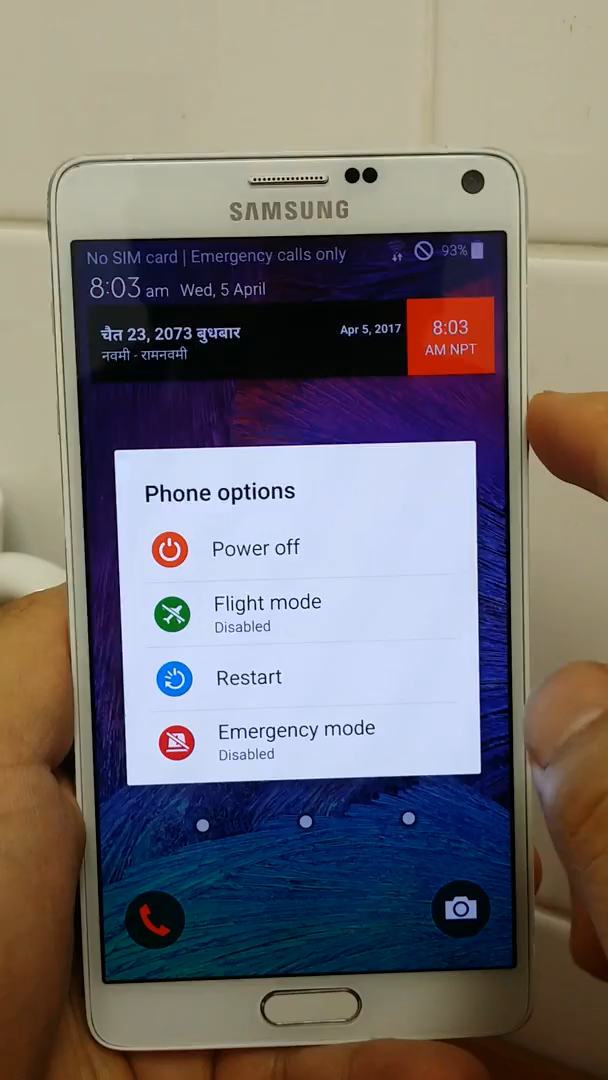 SAMSUNG
No SIM card | Emergency calls only 93%
8:03 am Wed, 5 April
चैत 23, 2073 बुधबार Apr 5, 2017 8:03
नवमी - रामनवमी AM NPT
Phone options
Power off
Flight mode
Disabled
Restart
Emergency mode
Disabled